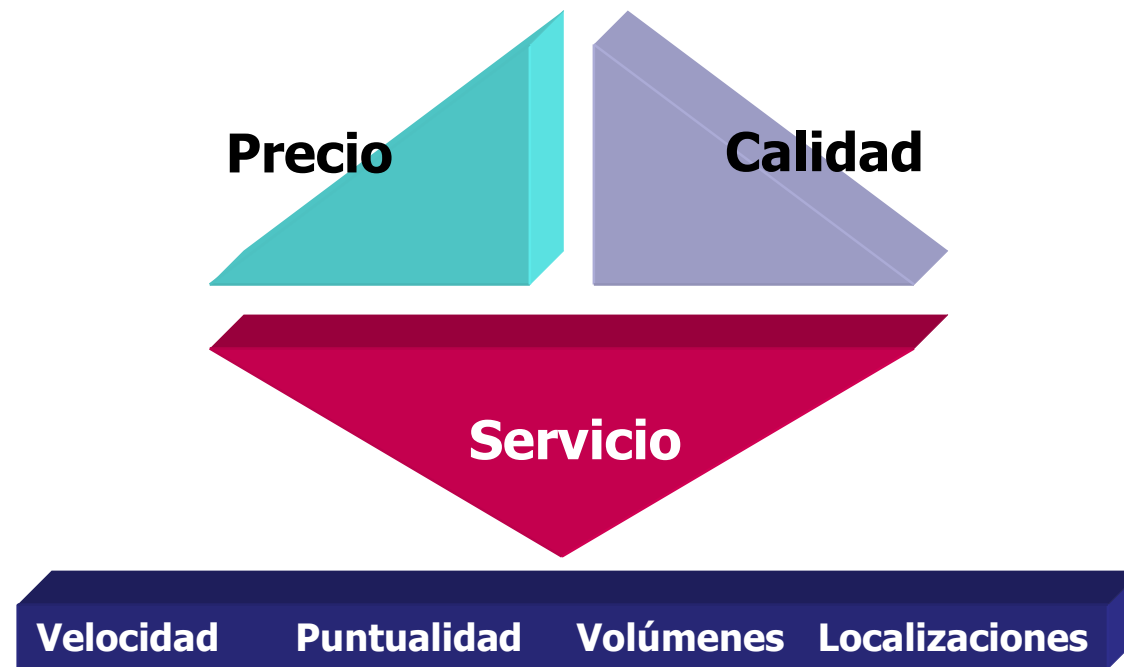 Precio Calidad
Servicio
Velocidad Puntualidad Volúmenes Localizaciones